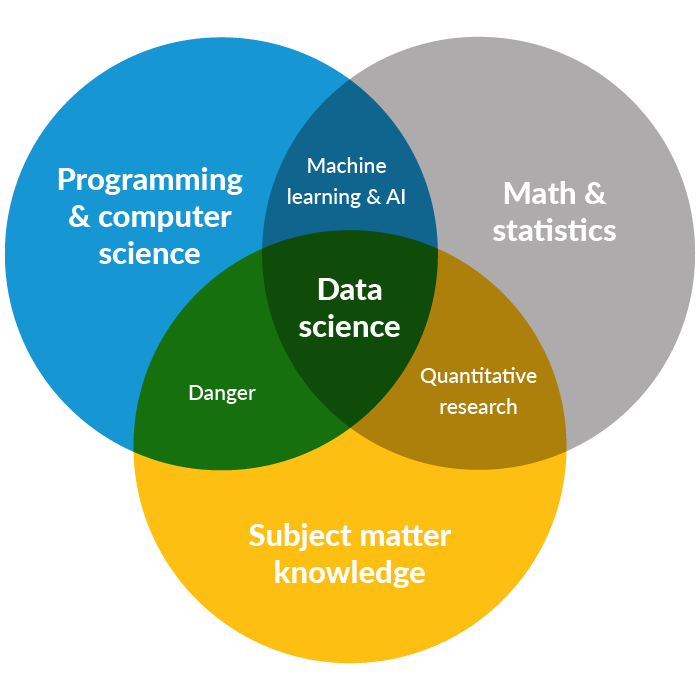 Programming
& computer
science
Machine
learning & AI
Math &
statistics
Data
science
Danger
Quantitative
research
Subject matter
knowledge